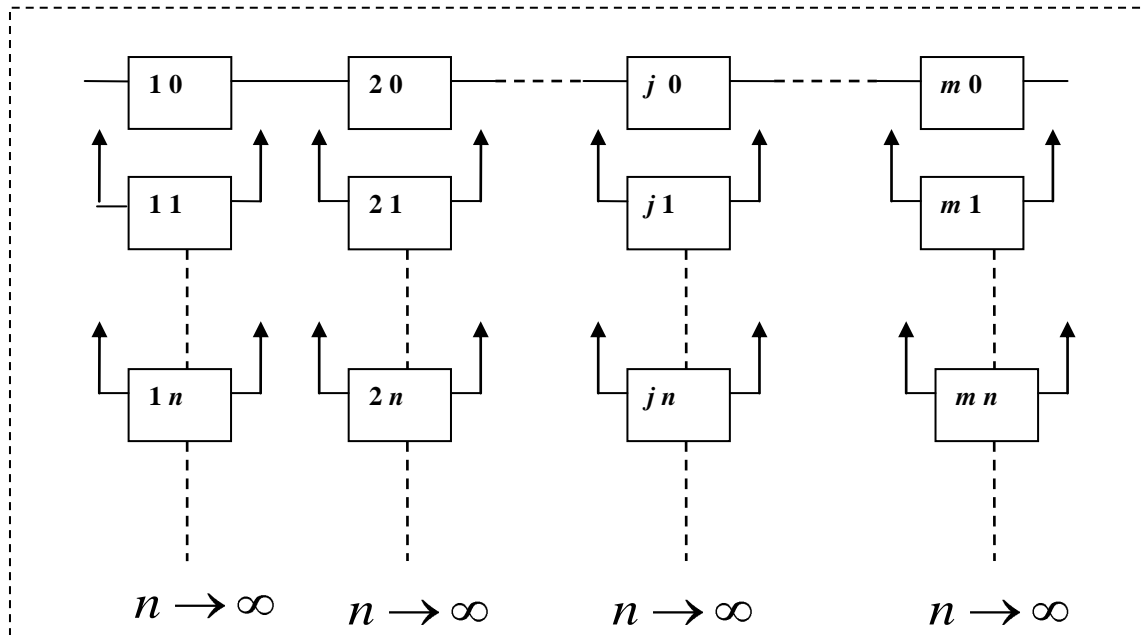 1 0 2 0 j 0 m 0
1 1 2 1 j 1 m 1
1 n 2 n j n m n
n → ∞ n → ∞ n → ∞ n → ∞